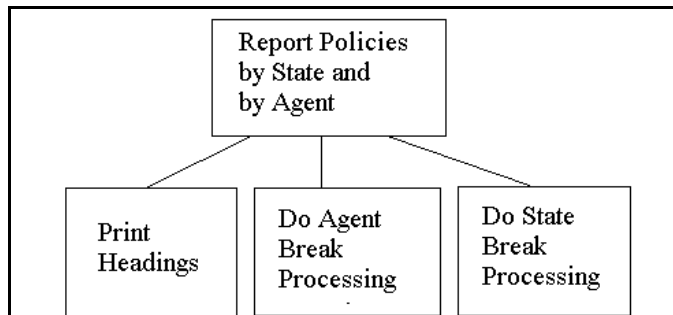 Report Policies
by State and
by Agent
Print
Headings
Do Agent
Break
Processing
Do State
Break
Processing